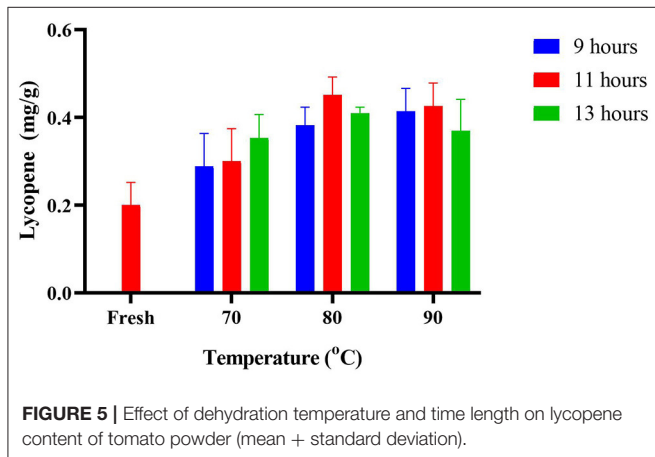 0.6
0.4
0.2
0.0
Lycopene (mg/g)
Fresh 70 80 90
Temperature (°C)
9 hours
11 hours
13 hours
FIGURE 5 | Effect of dehydration temperature and time length on lycopene
content of tomato powder (mean + standard deviation).